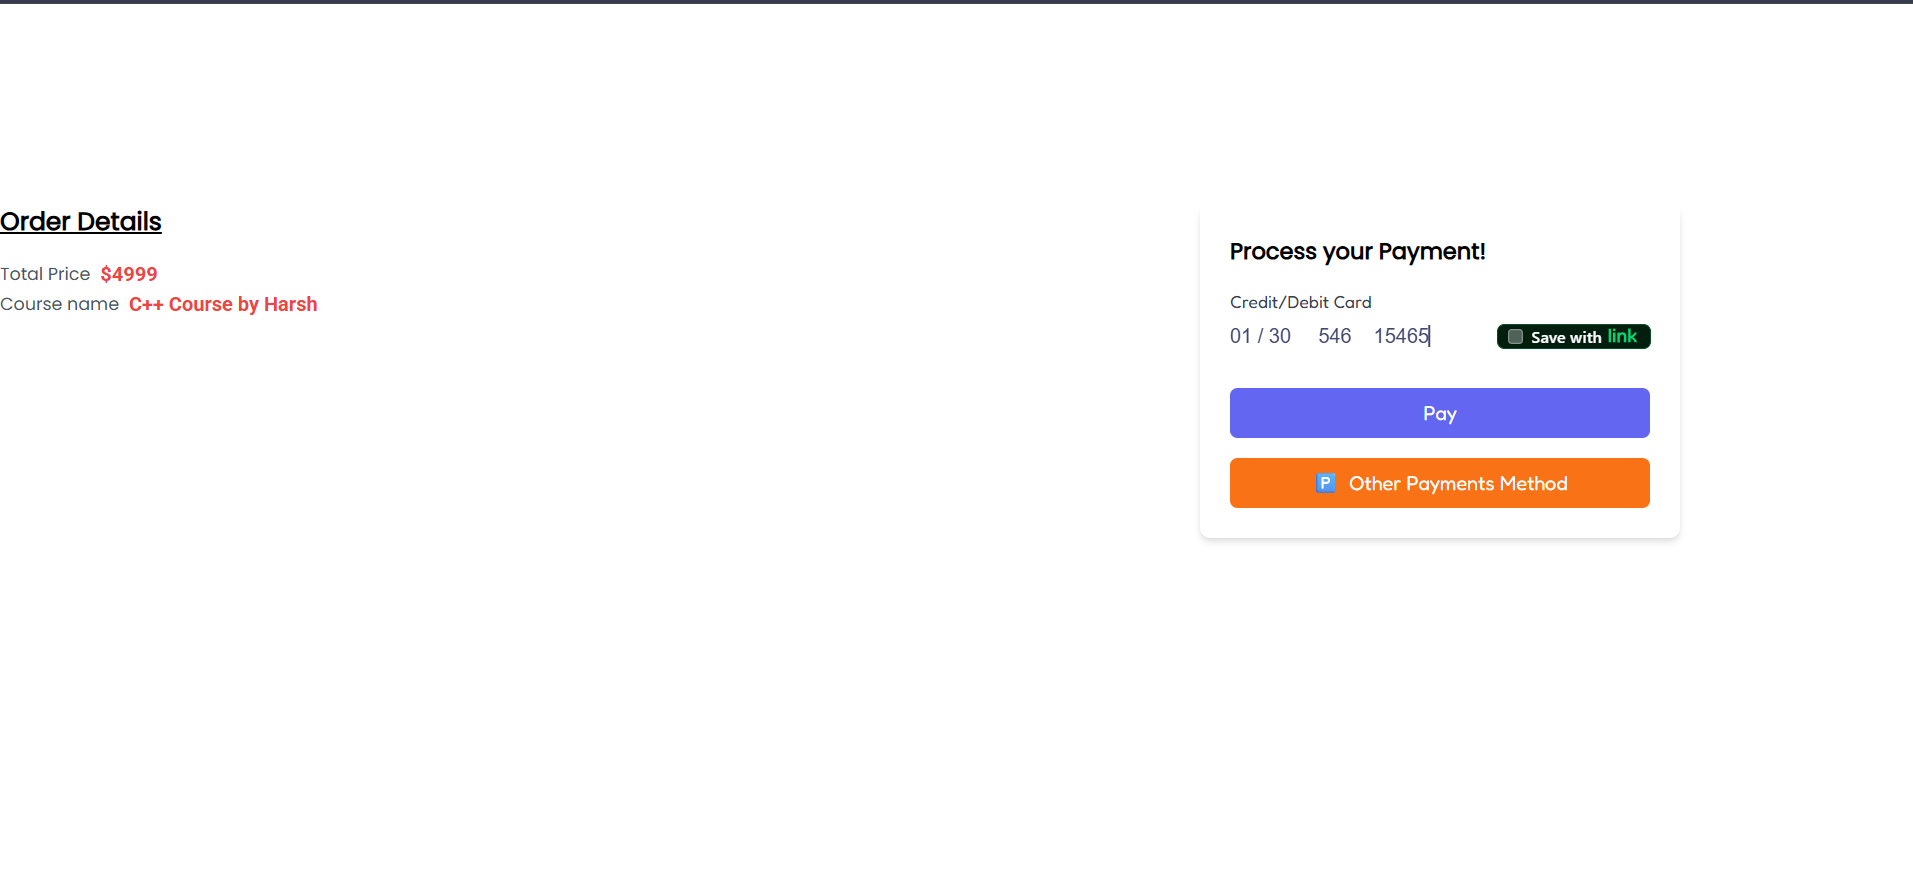 Order Details
Total Price $4999
Course name C++ Course by Harsh
Process your Payment!
Credit/Debit Card
01 / 30 546 15465
Save with link
Pay
P Other Payments Method